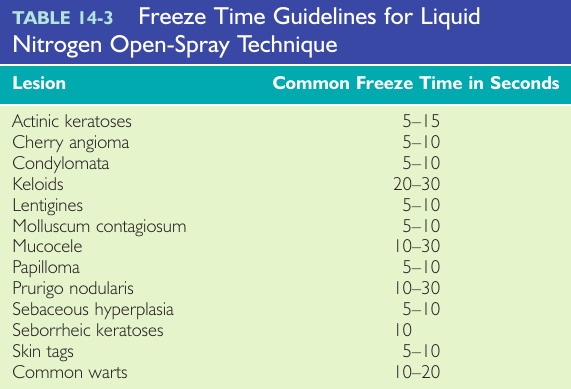 TABLE 14-3 Freeze Time Guidelines for Liquid
Nitrogen Open-Spray Technique
Lesion Common Freeze Time in Seconds
Actinic keratoses 5–15
Cherry angioma 5–10
Condylomata 5–10
Keloids 20–30
Lentigines 5–10
Molluscum contagiosum 5–10
Mucocele 10–30
Papilloma 5–10
Prurigo nodularis 10–30
Sebaceous hyperplasia 5–10
Seborrheic keratoses 10
Skin tags 5–10
Common warts 10–20